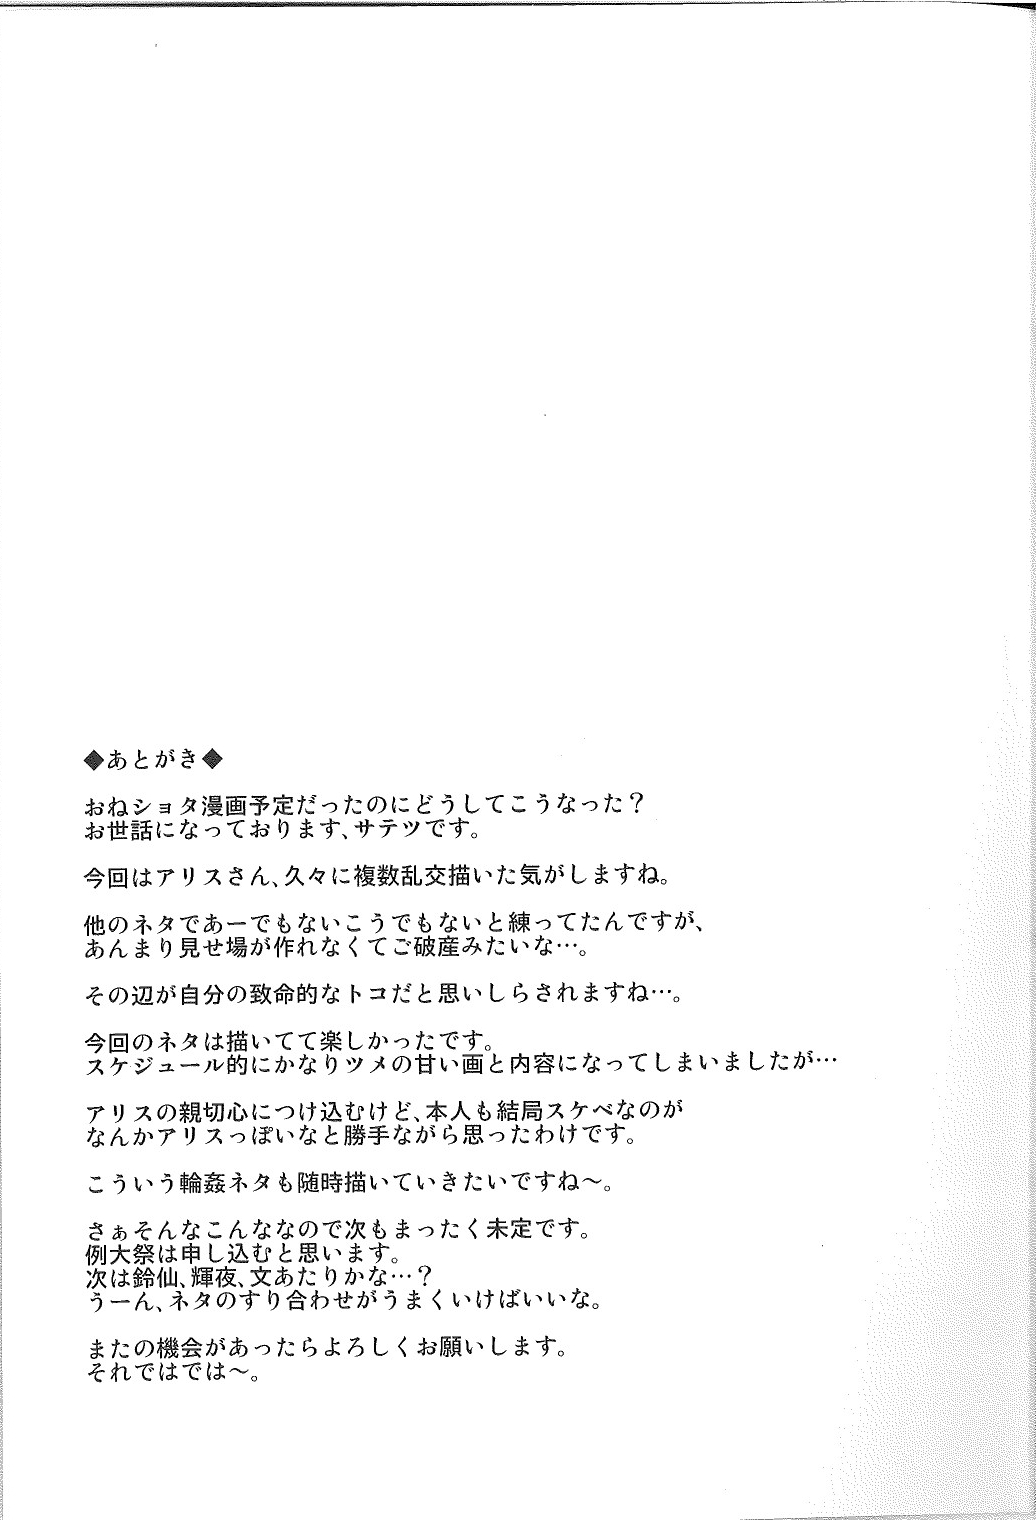 ◆あとがき◆
おねショタ漫画予定だったのにどうしてこうなった？
お世話になっております、サテツです。
今回はアリスさん、久々に複数乱交描いた気がしますね。
他のネタであーでもないこうでもないと練ってたんですが、
あんまり見せ場が作れなくてご破産みたいな…。
その辺が自分の致命的なトコだと思いしらされますね…。
今回のネタは描いてて楽しかったです。
スケジュール的にかなりツメの甘い画と内容になってしまいましたが…
アリスの親切心につけ込むけど、本人も結局スケベなのが
なんかアリスっぽいなと勝手ながら思ったわけです。
こういう輪姦ネタも随時描いていきたいですね～。
さぁそんなこんななので次もまったく未定です。
例大祭は申し込むと思います。
次は鈴仙、輝夜、文あたりかな…？
うーん、ネタのすり合わせがうまくいけばいいな。
またの機会があったらよろしくお願いします。
それではでは～。